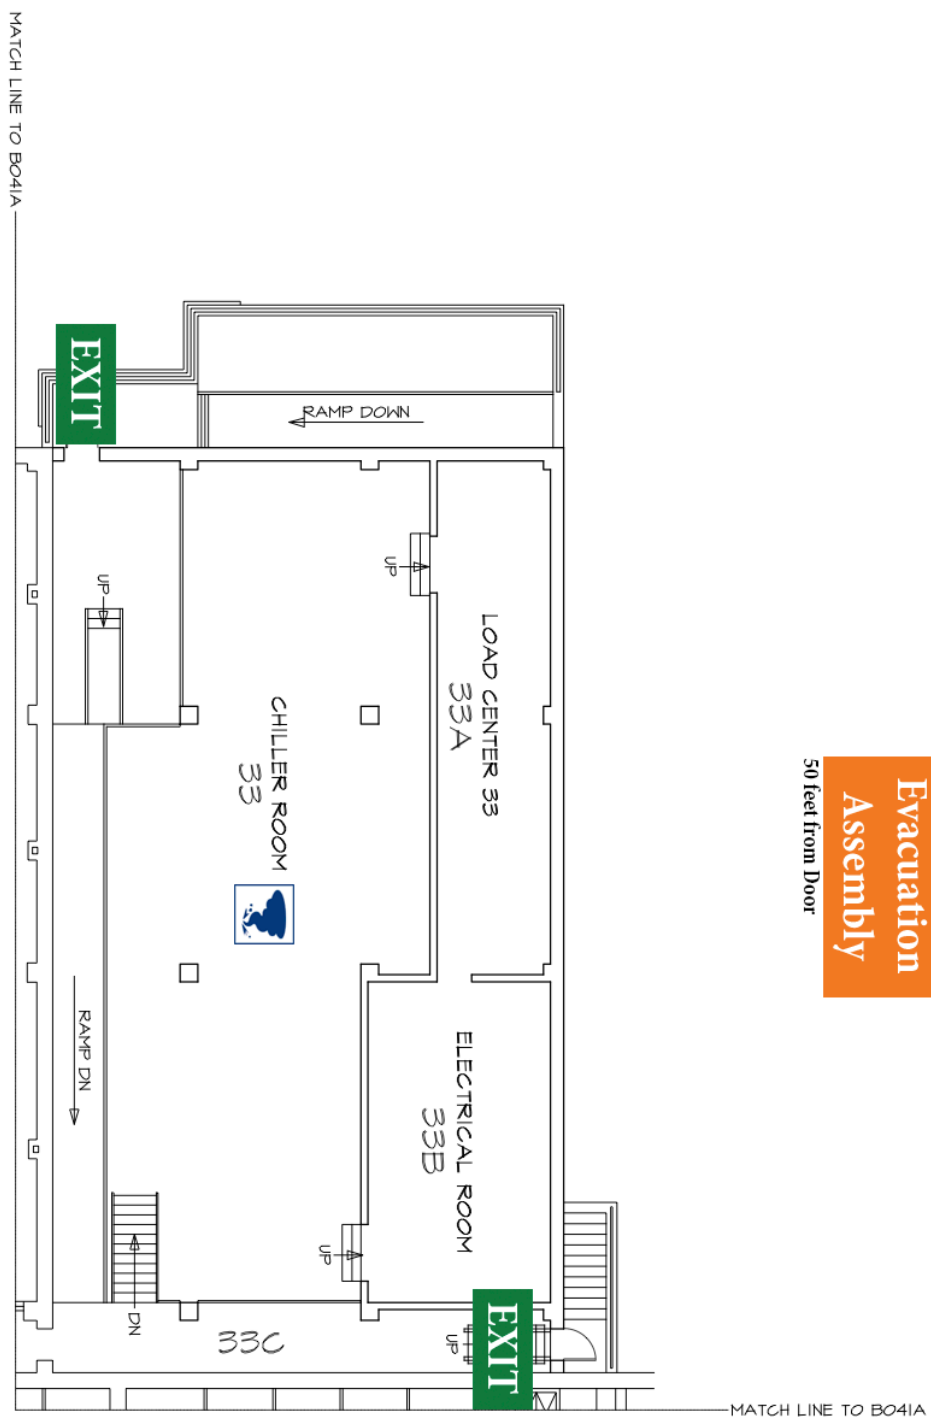 MATCH LINE TO B041A
EXIT
RAMP DOWN
UP
UP
LOAD CENTER 33
33A
CHILLER ROOM
33
Evacuation
Assembly
50 feet from Door
RAMP DN
ELECTRICAL ROOM
33B
UP
DN
33C
UP
EXIT
MATCH LINE TO B041A